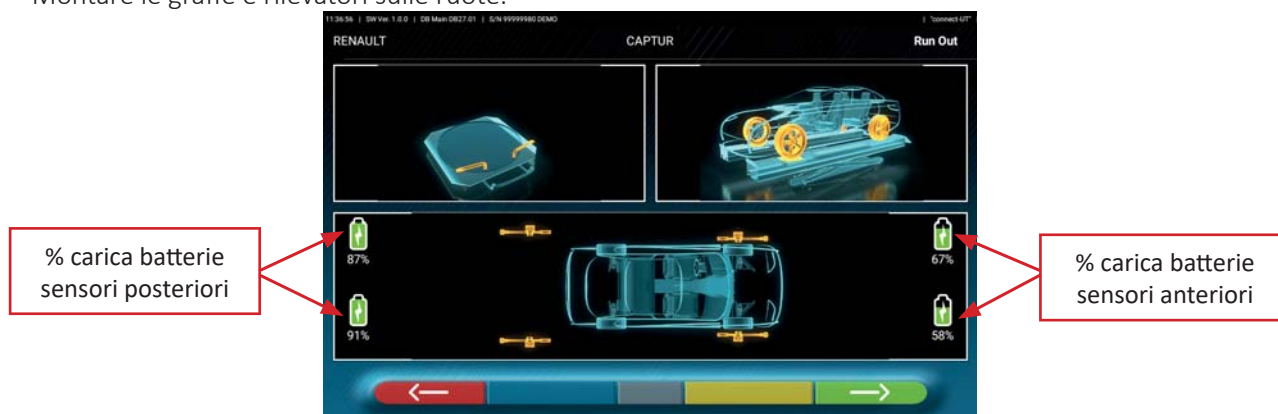 Montare le graffe e rilevatori sulle ruote.
11:36:56 | SW Ver. 1.0.0 | DB Main DB27.01 | S/N 99999980 DEMO | "connect-UT"
RENAULT CAPTUR Run Out
% carica batterie
sensori posteriori
87%
91%
67%
58%
% carica batterie
sensori anteriori